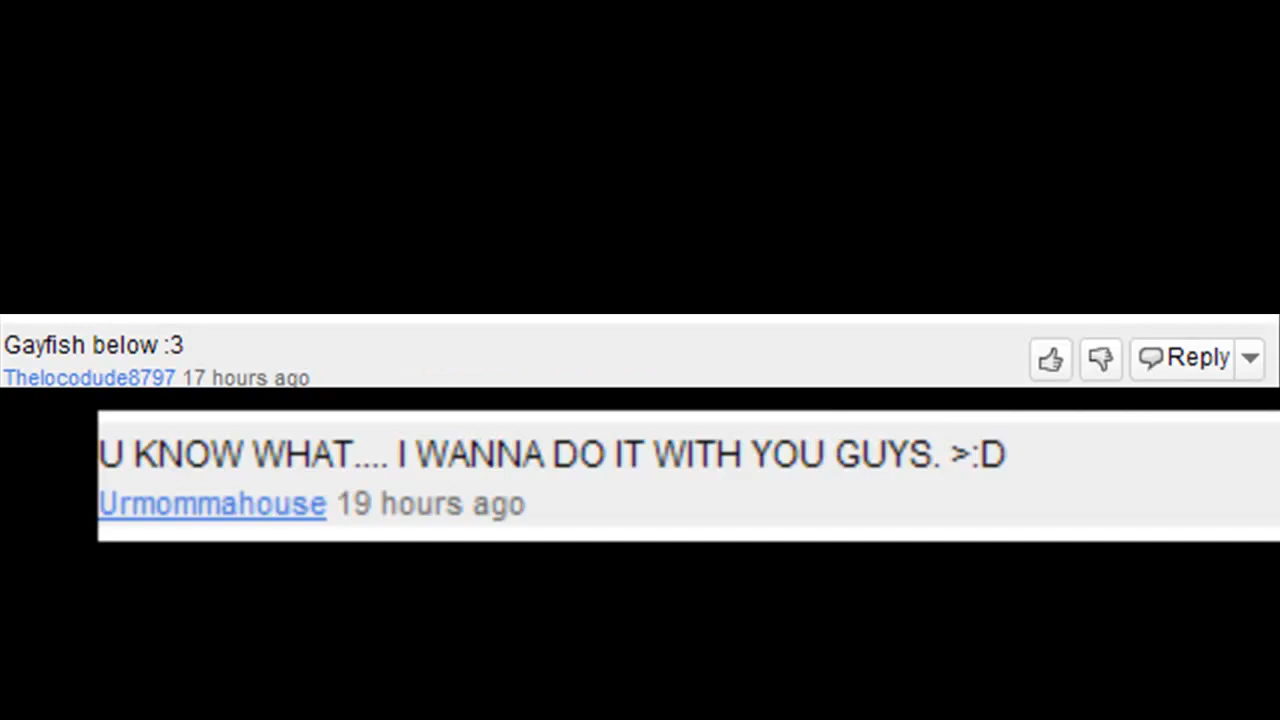 Gayfish below :3
Thelocodude8797 17 hours ago
Reply
U KNOW WHAT.... I WANNA DO IT WITH YOU GUYS. >:D
Urmommahouse 19 hours ago